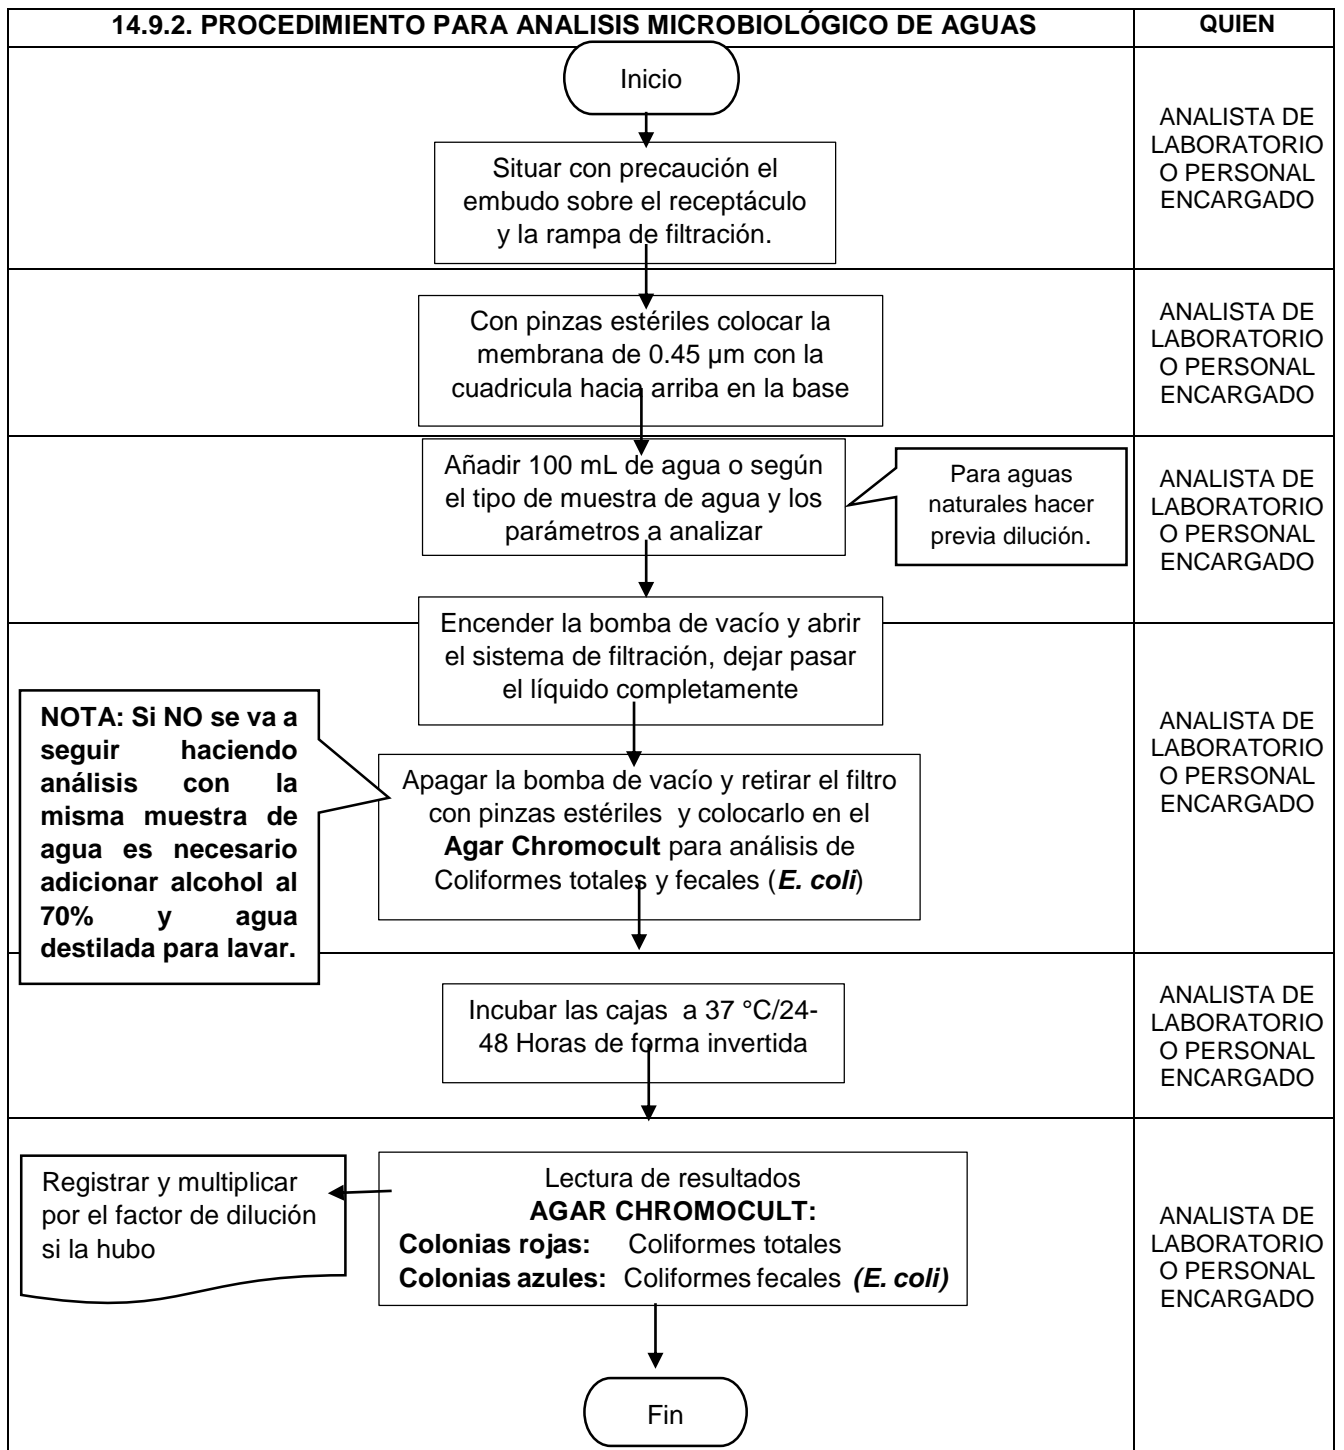 14.9.2. PROCEDIMIENTO PARA ANALISIS MICROBIOLÓGICO DE AGUAS
QUIEN
Inicio
Situar con precaución el
embudo sobre el receptáculo
y la rampa de filtración.
ANALISTA DE
LABORATORIO
O PERSONAL
ENCARGADO
Con pinzas estériles colocar la
membrana de 0.45 µm con la
cuadricula hacia arriba en la base
ANALISTA DE
LABORATORIO
O PERSONAL
ENCARGADO
Añadir 100 mL de agua o según
el tipo de muestra de agua y los
parámetros a analizar
Para aguas
naturales hacer
previa dilución.
ANALISTA DE
LABORATORIO
O PERSONAL
ENCARGADO
Encender la bomba de vacío y abrir
el sistema de filtración, dejar pasar
el líquido completamente
NOTA: Si NO se va a
seguir haciendo
análisis con la
misma muestra de
agua es necesario
adicionar alcohol al
70% y agua
destilada para lavar.
Apagar la bomba de vacío y retirar el filtro
con pinzas estériles y colocarlo en el
Agar Chromocult para análisis de
Coliformes totales y fecales (E. coli)
ANALISTA DE
LABORATORIO
O PERSONAL
ENCARGADO
Incubar las cajas a 37 °C/24-
48 Horas de forma invertida
ANALISTA DE
LABORATORIO
O PERSONAL
ENCARGADO
Registrar y multiplicar
por el factor de dilución
si la hubo
Lectura de resultados
AGAR CHROMOCULT:
Colonias rojas: Coliformes totales
Colonias azules: Coliformes fecales (E. coli)
ANALISTA DE
LABORATORIO
O PERSONAL
ENCARGADO
Fin